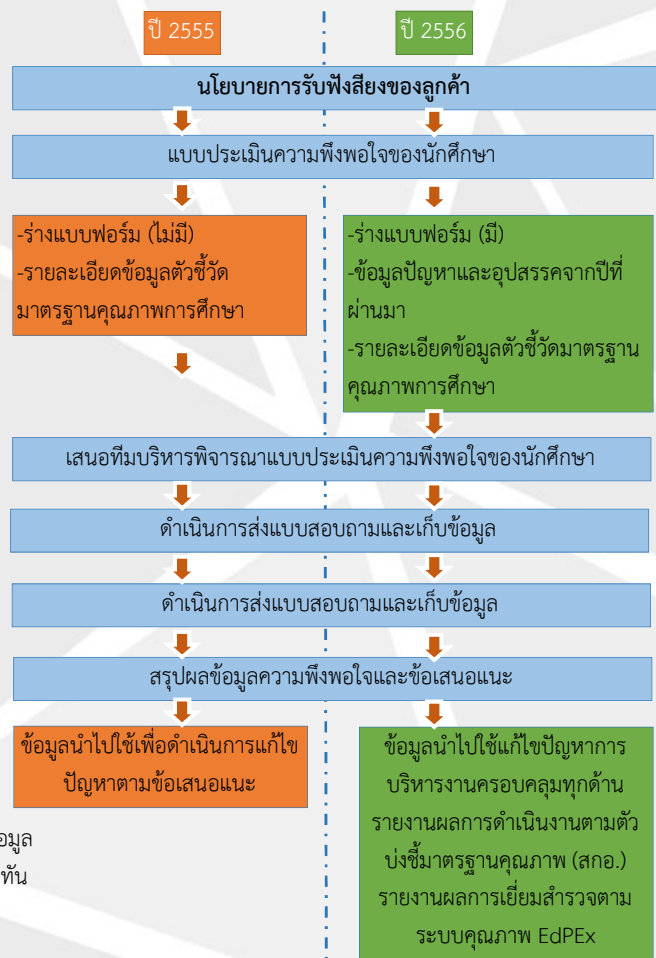 ปี 2555
ปี 2556
นโยบายการรับฟังเสียงของลูกค้า
แบบประเมินความพึงพอใจของนักศึกษา
-ร่างแบบฟอร์ม (ไม่มี)
-รายละเอียดข้อมูลตัวชี้วัด
มาตรฐานคุณภาพการศึกษา
-ร่างแบบฟอร์ม (มี)
-ข้อมูลปัญหาและอุปสรรคจากปีที่
ผ่านมา
-รายละเอียดข้อมูลตัวชี้วัดมาตรฐาน
คุณภาพการศึกษา
เสนอทีมบริหารพิจารณาแบบประเมินความพึงพอใจของนักศึกษา
ดำเนินการส่งแบบสอบถามและเก็บข้อมูล
ดำเนินการส่งแบบสอบถามและเก็บข้อมูล
สรุปผลข้อมูลความพึงพอใจและข้อเสนอแนะ
ข้อมูลนำไปใช้เพื่อดำเนินการแก้ไข
ปัญหาตามข้อเสนอแนะ
ข้อมูลนำไปใช้แก้ไขปัญหาการ
บริหารงานครอบคลุมทุกด้าน
รายงานผลการดำเนินงานตามตัว
บ่งชี้มาตรฐานคุณภาพ (สกอ.)
รายงานผลการเยี่ยมสำรวจตาม
ระบบคุณภาพ EdPEx
อมูล
ทัน